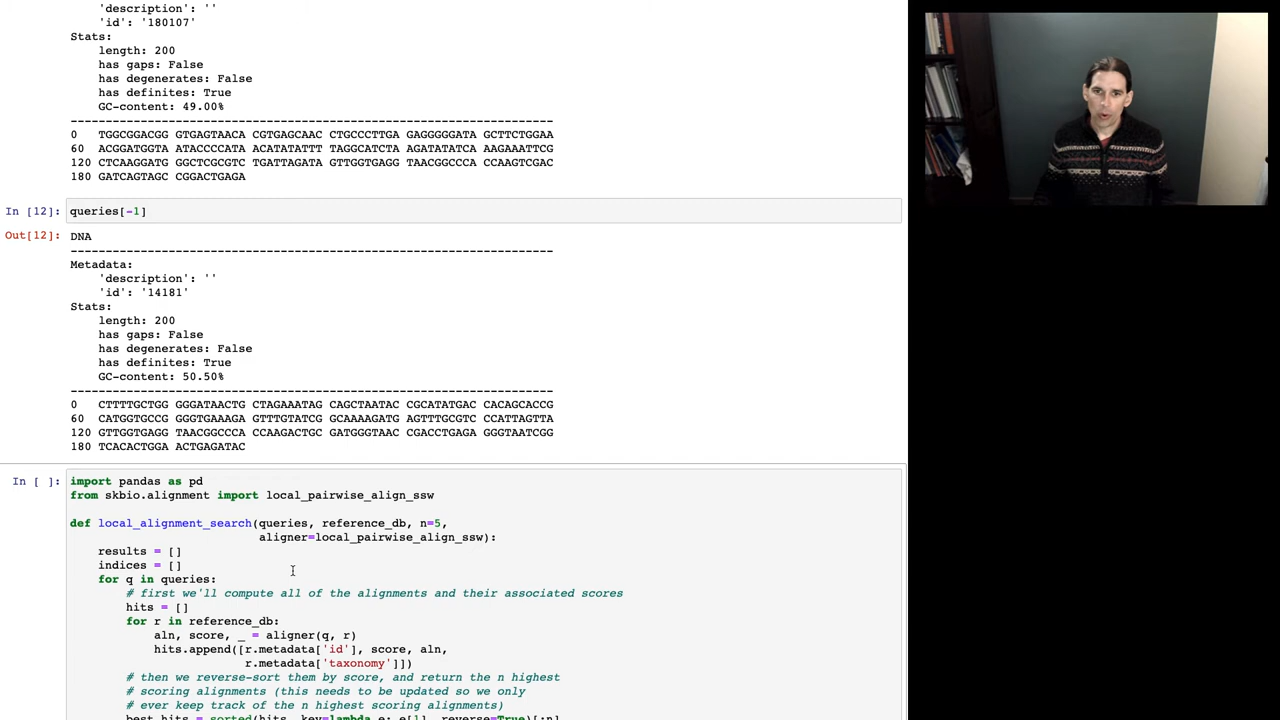 'description': ''
'id': '180107'
Stats:
length: 200
has gaps: False
has degenerates: False
has definites: True
GC-content: 49.00%
---------------------------------------------------------------------
0 TGGCGGACGG GTGAGTAACA CGTGAGCAAC CTGCCCTTGA GAGGGGGATA GCTTCTGGAA
60 ACGGATGGTA ATACCCCATA ACATATATTT TAGGCATCTA AGATATATCA AAGAAATTCG
120 CTCAAGGATG GGCTCGCGTC TGATTAGATA GTTGGTGAGG TAACGGCCCA CCAAGTCGAC
180 GATCAGTAGC CGGACTGAGA
In [12]: queries[-1]
Out[12]: DNA
---------------------------------------------------------------------
Metadata:
'description': ''
'id': '14181'
Stats:
length: 200
has gaps: False
has degenerates: False
has definites: True
GC-content: 50.50%
---------------------------------------------------------------------
0 CTTTTGCTGG GGGATAACTG CTAGAAATAG CAGCTAATAC CGCATATGAC CACAGCACCG
60 CATGGTGCCG GGGTGAAAGA GTTTGTATCG GCAAAAGATG AGTTTGCGTC CCATTAGTTA
120 GTTGGTGAGG TAACGGCCCA CCAAGACTGC GATGGGTAAC CGACCTGAGA GGGTAATCGG
180 TCACACTGGA ACTGAGATAC
In [ ]: import pandas as pd
from skbio.alignment import local_pairwise_align_ssw
def local_alignment_search(queries, reference_db, n=5,
aligner=local_pairwise_align_ssw):
results = []
indices = []
for q in queries:
# first we'll compute all of the alignments and their associated scores
hits = []
for r in reference_db:
aln, score, _ = aligner(q, r)
hits.append([r.metadata['id'], score, aln,
r.metadata['taxonomy']])
# then we reverse-sort them by score, and return the n highest
# scoring alignments (this needs to be updated so we only
# ever keep track of the n highest scoring alignments)
best_hits = sorted(hits, key=lambda e: e[1], reverse=True)[:n]